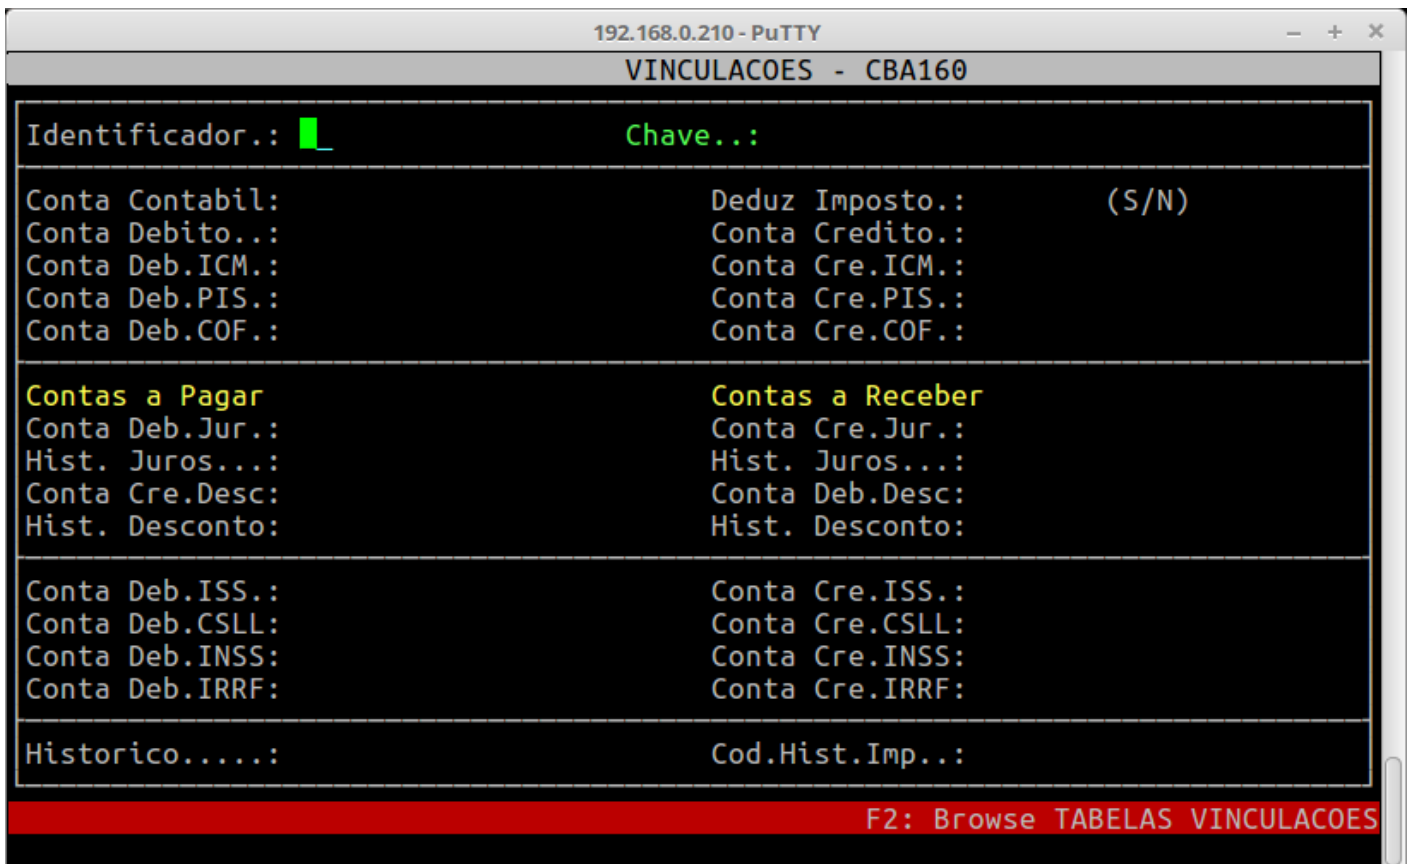 192.168.0.210 - PuTTY
VINCULACOES - CBA160
Identificador.: Chave..:
Conta Contabil: Deduz Imposto.: (S/N)
Conta Debito..: Conta Credito.:
Conta Deb.ICM.: Conta Cre.ICM.:
Conta Deb.PIS.: Conta Cre.PIS.:
Conta Deb.COF.: Conta Cre.COF.:
Contas a Pagar Contas a Receber
Conta Deb.Jur.: Conta Cre.Jur.:
Hist. Juros...: Hist. Juros...:
Conta Cre.Desc: Conta Deb.Desc:
Hist. Desconto: Hist. Desconto:
Conta Deb.ISS.: Conta Cre.ISS.:
Conta Deb.CSLL: Conta Cre.CSLL:
Conta Deb.INSS: Conta Cre.INSS:
Conta Deb.IRRF: Conta Cre.IRRF:
Historico.....: Cod.Hist.Imp..:
F2: Browse TABELAS VINCULACOES